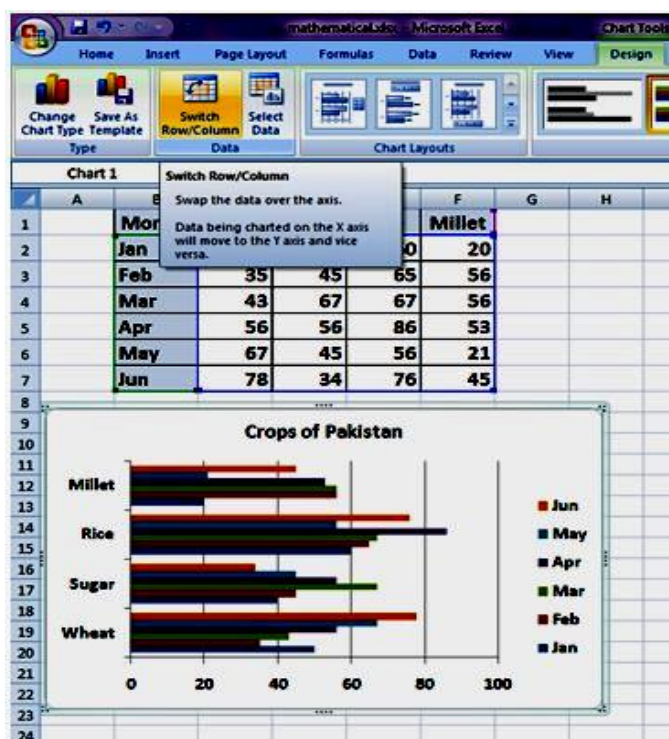 mathematical.xlsx - Microsoft Excel
Chart Tools
Home Insert Page Layout Formulas Data Review View Design
Change Chart Type
Save As Template
Switch Row/Column
Select Data
Type
Data
Chart Layouts
Chart 1
Switch Row/Column
Swap the data over the axis.
Data being charted on the X axis
will move to the Y axis and vice
versa.
A F G H
1 Mon Millet
2 Jan 0 20
3 Feb 35 45 65 56
4 Mar 43 67 67 56
5 Apr 56 56 86 53
6 May 67 45 56 21
7 Jun 78 34 76 45
8
9
10
11
12
13
14
15
16
17
18
19
20
21
22
23
24
Crops of Pakistan
Millet
Rice
Sugar
Wheat
0 20 40 60 80 100
Jun
May
Apr
Mar
Feb
Jan